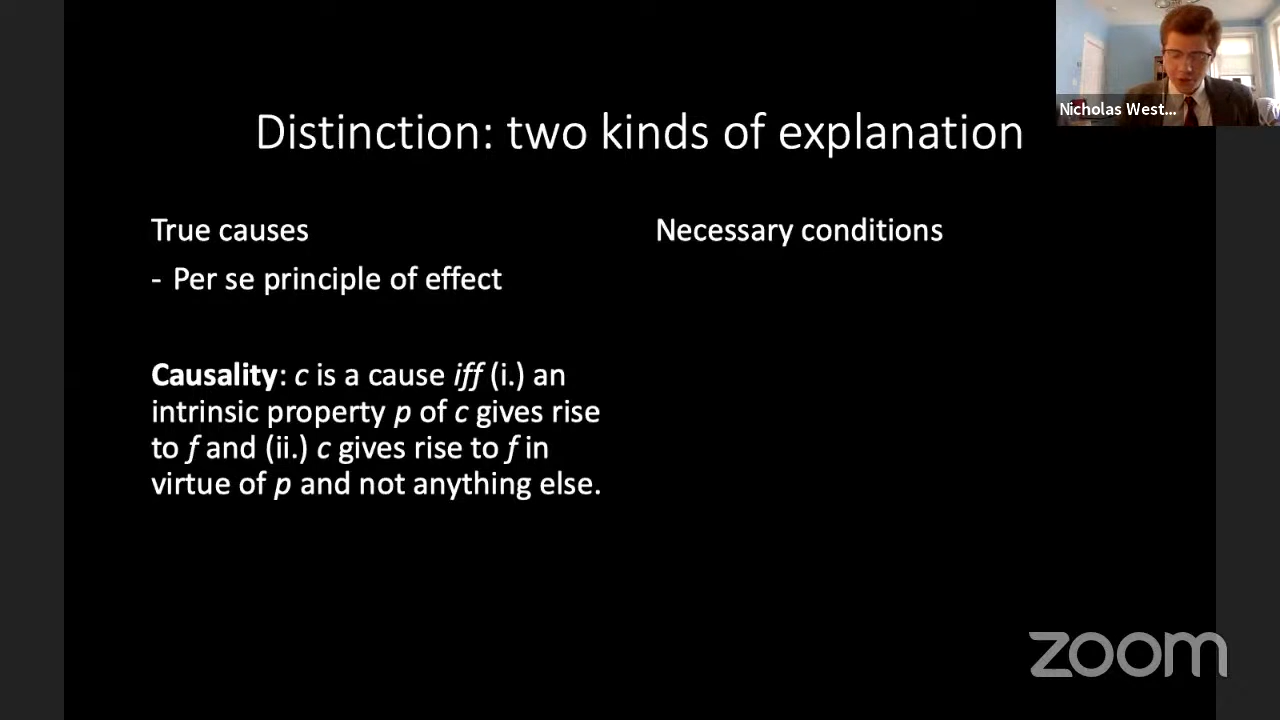 Nicholas West...
Distinction: two kinds of explanation
True causes
- Per se principle of effect
Causality: c is a cause iff (i.) an
intrinsic property p of c gives rise
to f and (ii.) c gives rise to f in
virtue of p and not anything else.
Necessary conditions
zoom